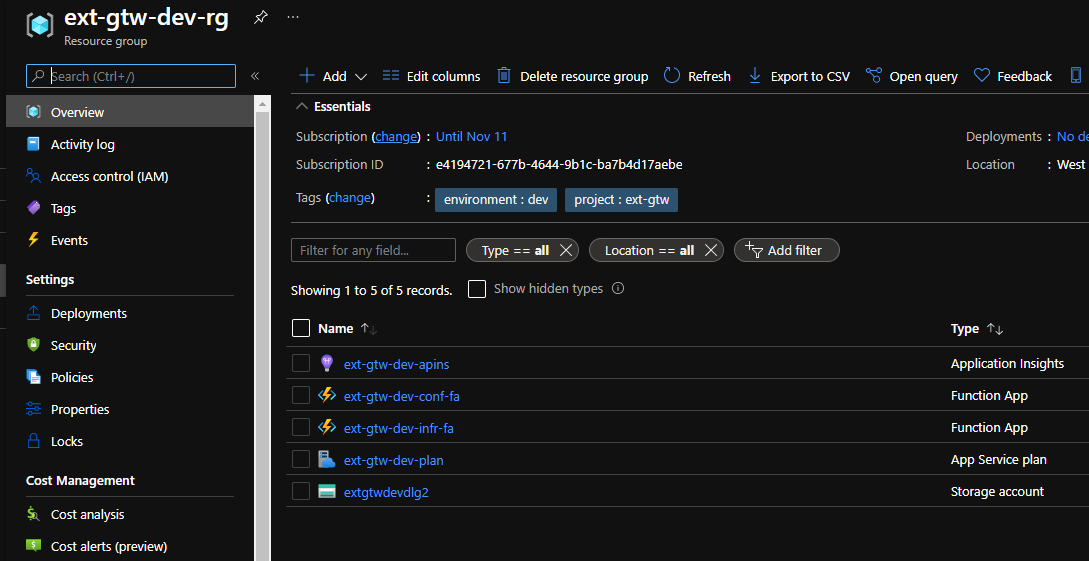 ext-gtw-dev-rg
Resource group
Search (Ctrl+/)
Overview
Activity log
Access control (IAM)
Tags
Events
Settings
Deployments
Security
Policies
Properties
Locks
Cost Management
Cost analysis
Cost alerts (preview)
Add Edit columns Delete resource group Refresh Export to CSV Open query Feedback
Essentials
Subscription (change) : Until Nov 11 Deployments : No de
Subscription ID : e4194721-677b-4644-9b1c-ba7b4d17aebe Location : West
Tags (change) : environment : dev project : ext-gtw
Filter for any field... Type == all Location == all Add filter
Showing 1 to 5 of 5 records. Show hidden types
Name Type
ext-gtw-dev-apins Application Insights
ext-gtw-dev-conf-fa Function App
ext-gtw-dev-infr-fa Function App
ext-gtw-dev-plan App Service plan
extgtwdevdlg2 Storage account